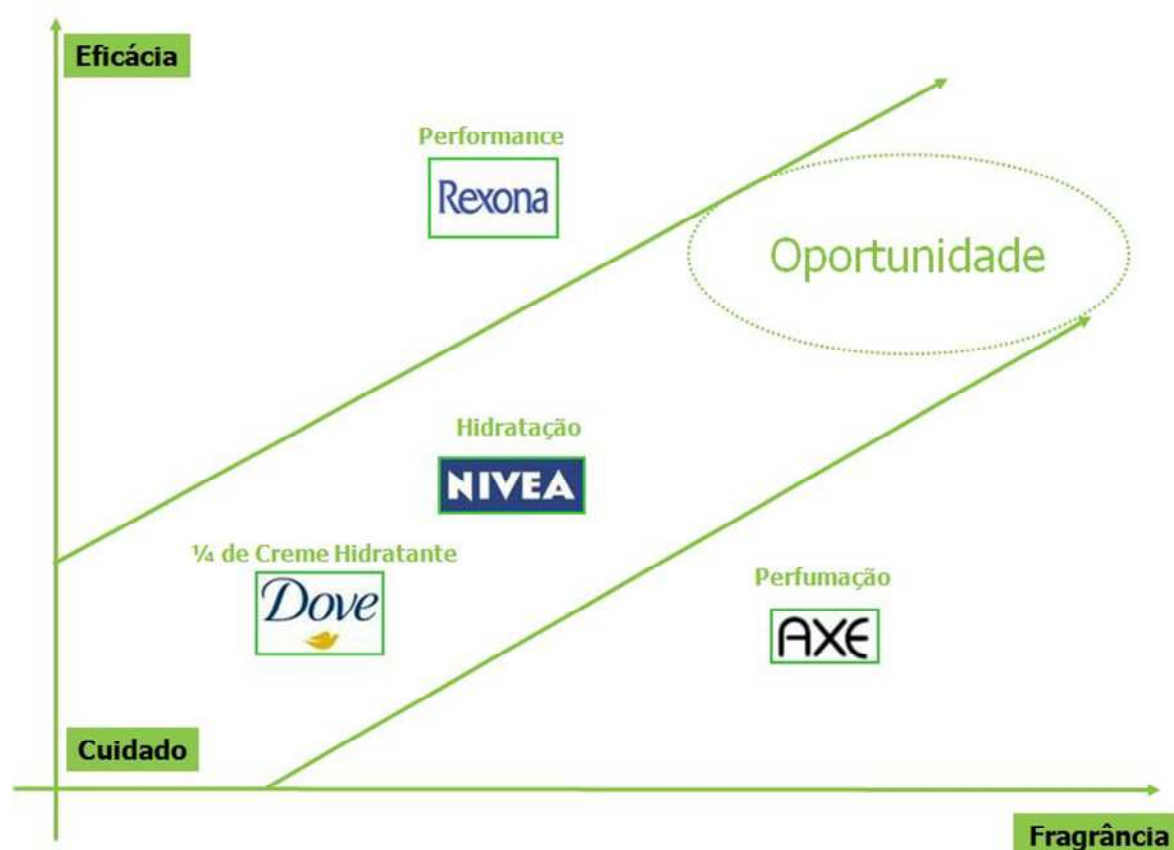 Eficácia
Performance
Rexona
Oportunidade
Hidratação
NIVEA
¼ de Creme Hidratante
Dove
Perfumação
AXE
Cuidado
Fragrância